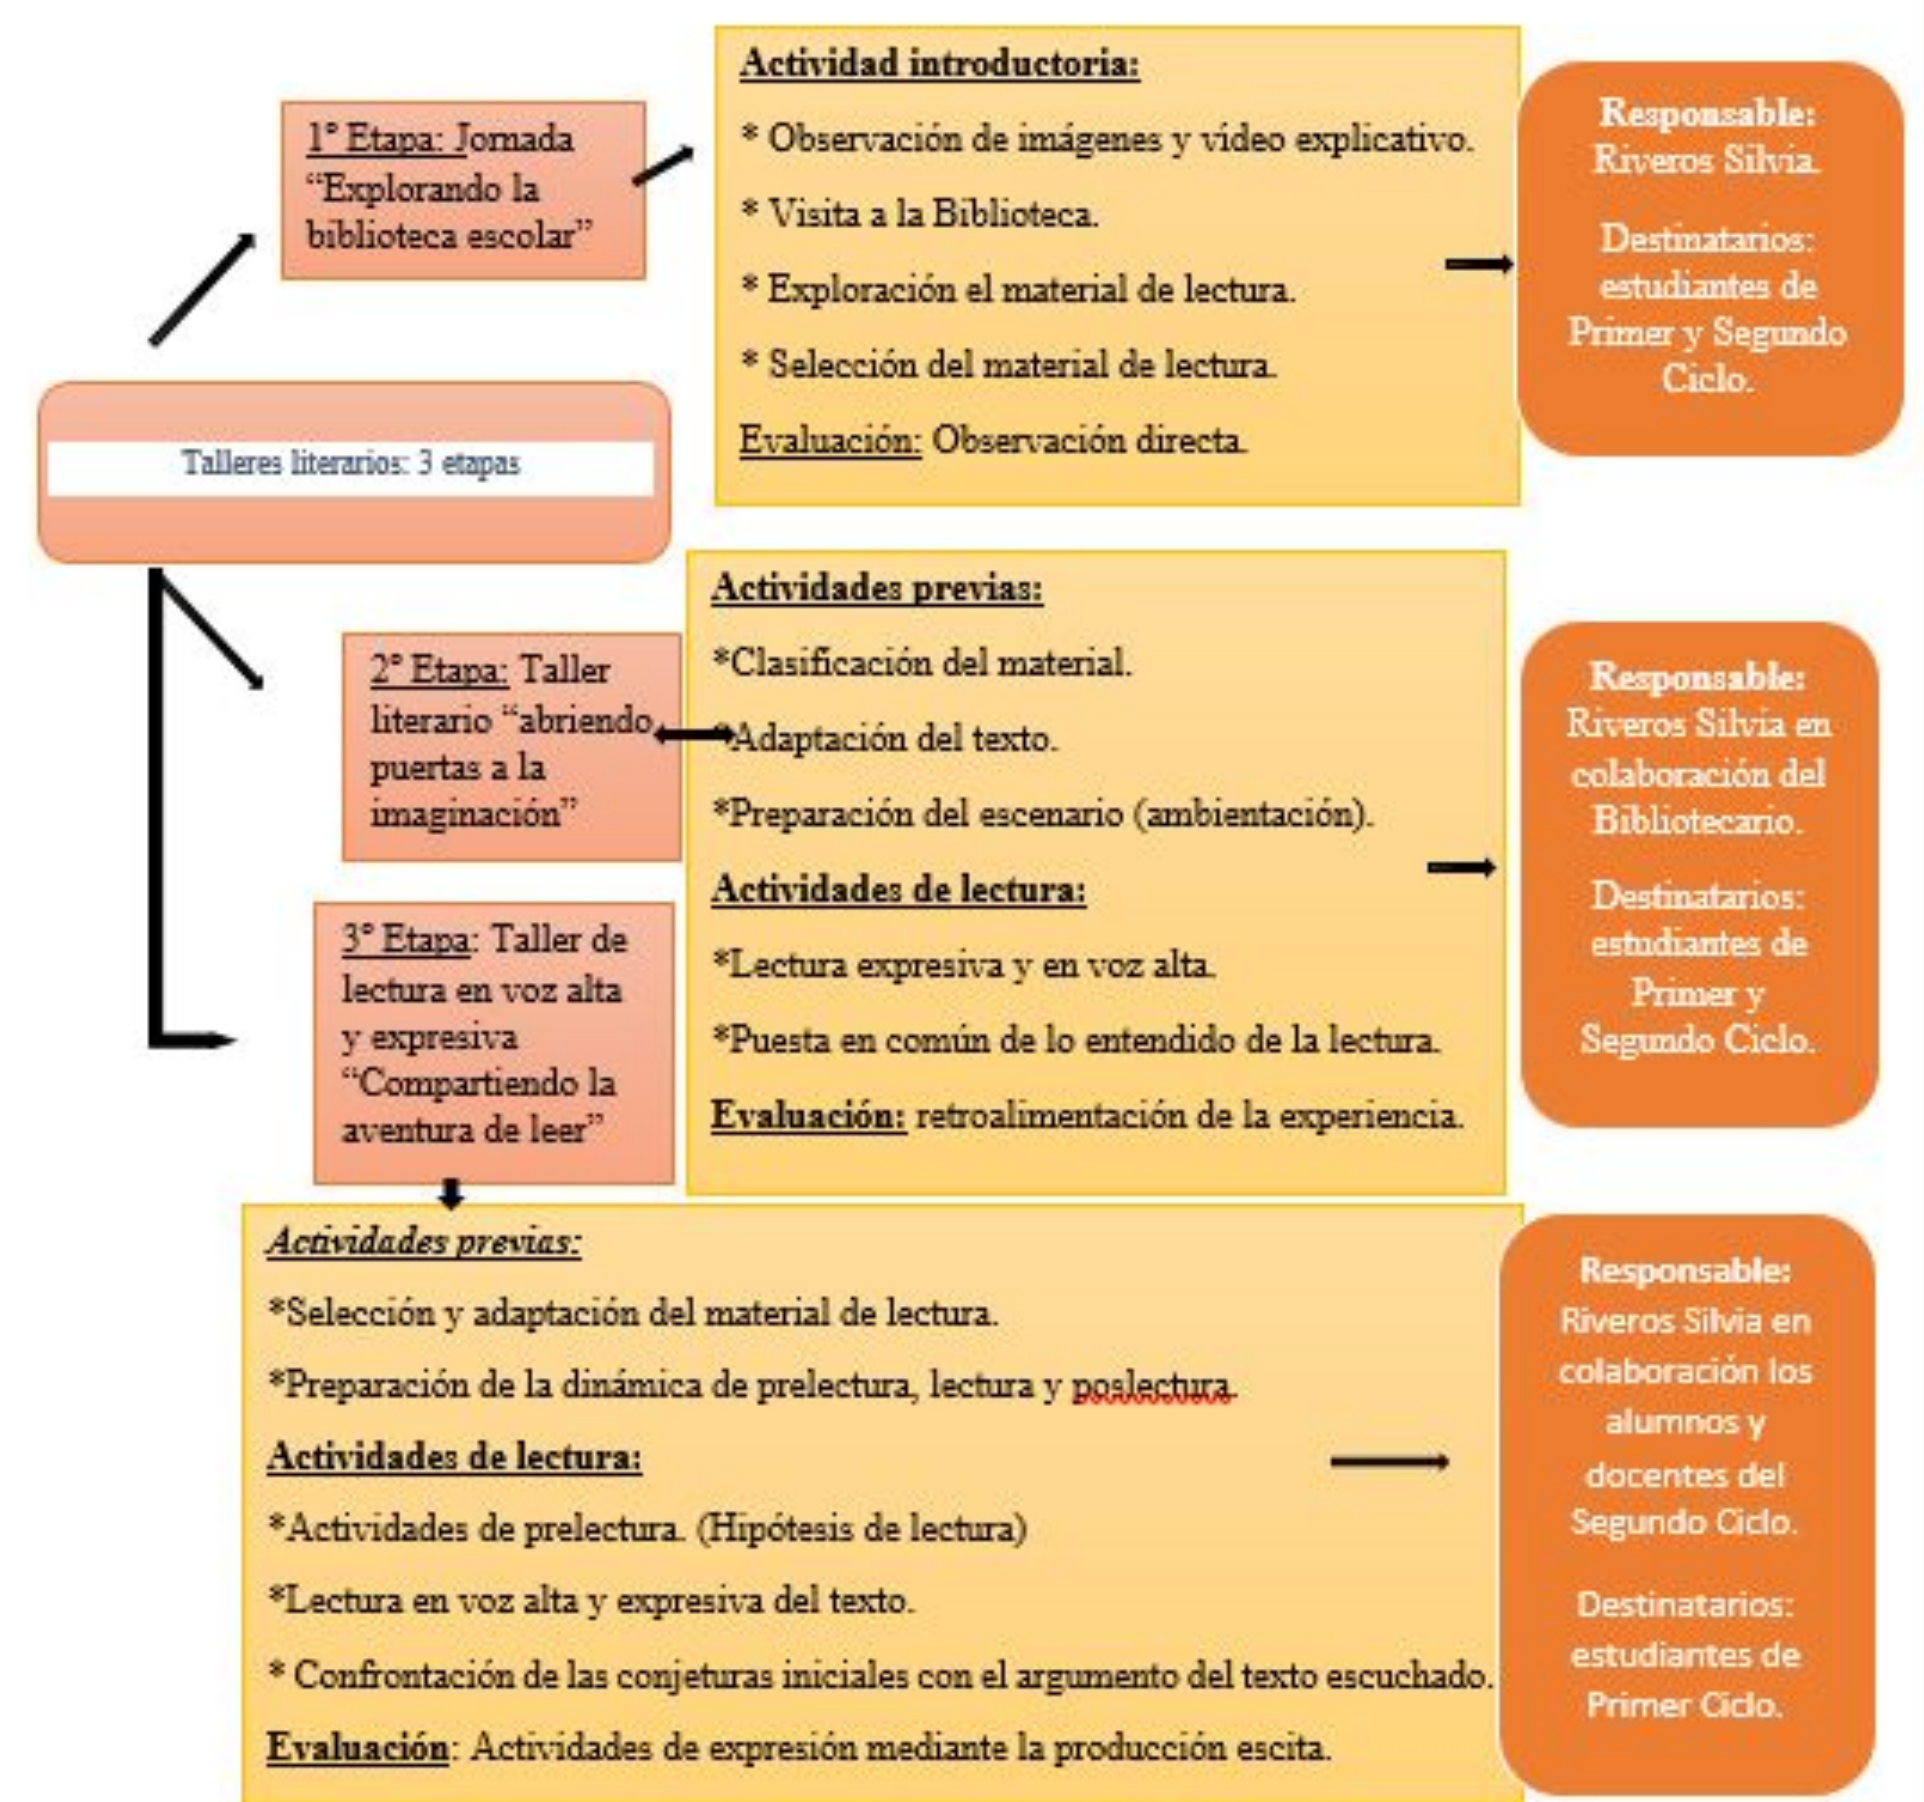 Talleres literarios: 3 etapas
1° Etapa: Jornada
“Explorando la
biblioteca escolar”
Actividad introductoria:
* Observación de imágenes y vídeo explicativo.
* Visita a la Biblioteca.
* Exploración el material de lectura.
* Selección del material de lectura.
Evaluación: Observación directa.
Responsable:
Riveros Silvia.
Destinatarios:
estudiantes de
Primer y Segundo
Ciclo.
2° Etapa: Taller
literario “abriendo
puertas a la
imaginación”
Actividades previas:
*Clasificación del material.
*Adaptación del texto.
*Preparación del escenario (ambientación).
Actividades de lectura:
*Lectura expresiva y en voz alta.
*Puesta en común de lo entendido de la lectura.
Evaluación: retroalimentación de la experiencia.
Responsable:
Riveros Silvia en
colaboración del
Bibliotecario.
Destinatarios:
estudiantes de
Primer y
Segundo Ciclo.
3° Etapa: Taller de
lectura en voz alta
y expresiva
“Compartiendo la
aventura de leer”
Actividades previas:
*Selección y adaptación del material de lectura.
*Preparación de la dinámica de prelectura, lectura y poslectura.
Actividades de lectura:
*Actividades de prelectura. (Hipótesis de lectura)
*Lectura en voz alta y expresiva del texto.
* Confrontación de las conjeturas iniciales con el argumento del texto escuchado.
Evaluación: Actividades de expresión mediante la producción escita.
Responsable:
Riveros Silvia en
colaboración los
alumnos y
docentes del
Segundo Ciclo.
Destinatarios:
estudiantes de
Primer Ciclo.